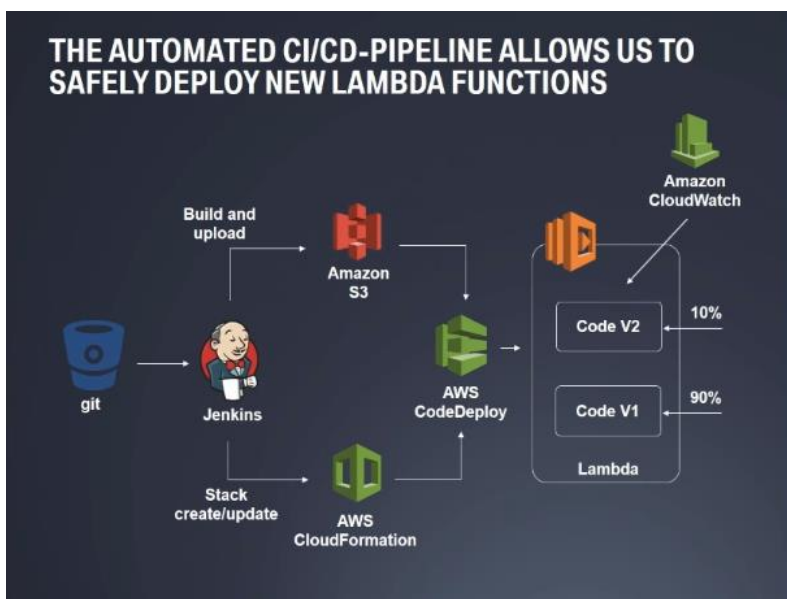 THE AUTOMATED CI/CD-PIPELINE ALLOWS US TO
SAFELY DEPLOY NEW LAMBDA FUNCTIONS
Amazon
CloudWatch
Build and
upload
Amazon
S3
10%
Code V2
git
Jenkins
AWS
CodeDeploy
90%
Code V1
Lambda
Stack
create/update
AWS
CloudFormation